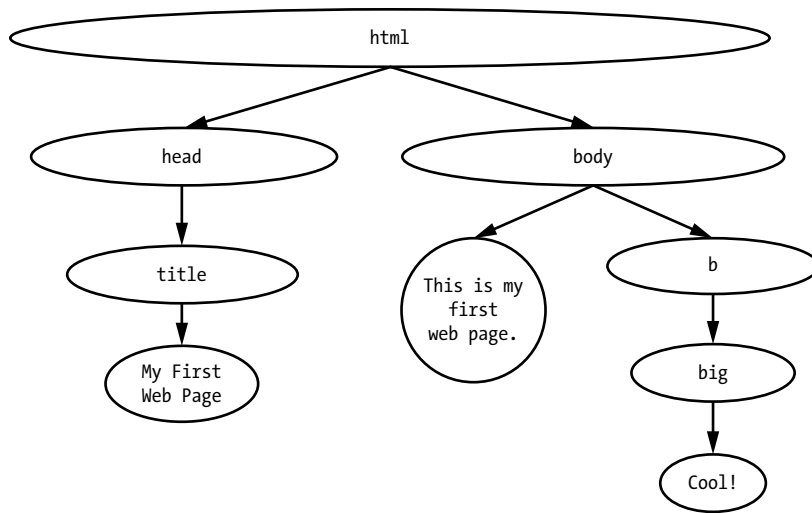 html
head
body
title
This is my
first
web page.
b
My First
Web Page
big
Cool!